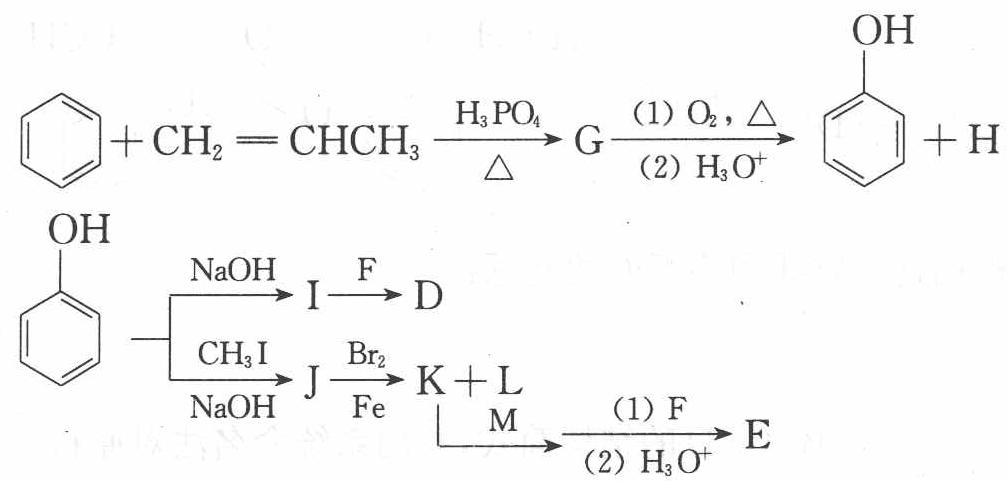 OH
+ CH₂=CHCH₃ H₃PO₄ △ G (1) O₂, △ (2) H₃O⁺ + H
OH
NaOH I F D
CH₃I NaOH J Br₂ Fe K + L
M (1) F (2) H₃O⁺ E